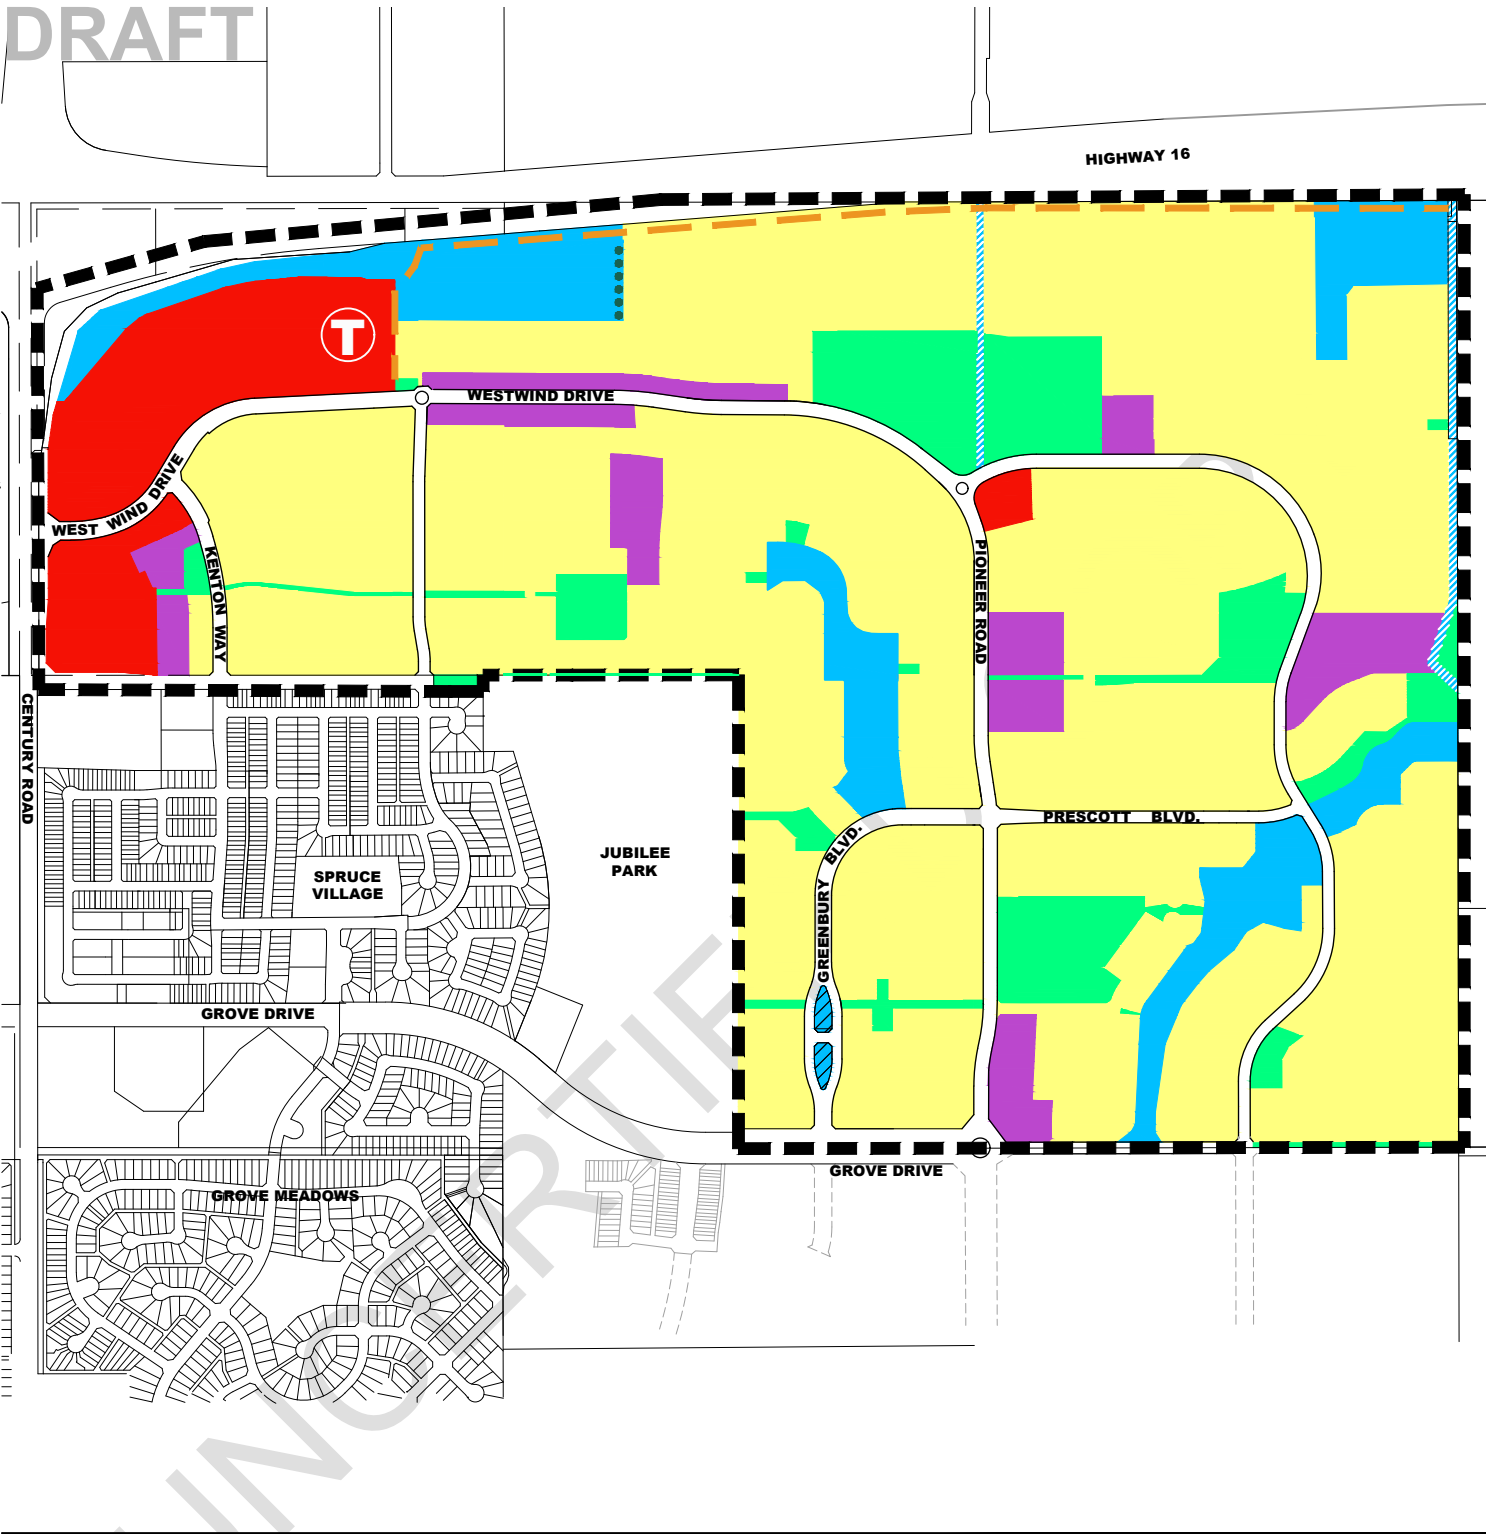 DRAFT
HIGHWAY 16
T
WESTWIND DRIVE
WEST WIND DRIVE
KENTON WAY
PIONEER ROAD
CENTURY ROAD
PRESCOTT BLVD.
GREENBURY BLVD.
JUBILEE
PARK
SPRUCE
VILLAGE
GROVE DRIVE
GROVE DRIVE
GROVE MEADOWS